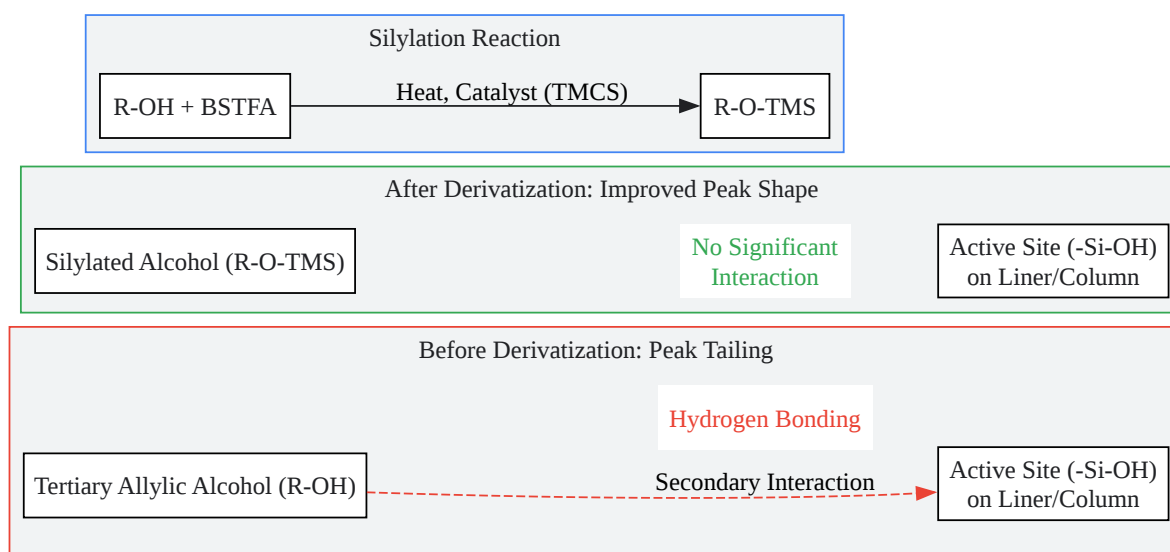 Silylation Reaction
R-OH + BSTFA
Heat, Catalyst (TMCS)
R-O-TMS
After Derivatization: Improved Peak Shape
Silylated Alcohol (R-O-TMS)
No Significant
Interaction
Active Site (-Si-OH)
on Liner/Column
Before Derivatization: Peak Tailing
Hydrogen Bonding
Tertiary Allylic Alcohol (R-OH)
Secondary Interaction
Active Site (-Si-OH)
on Liner/Column